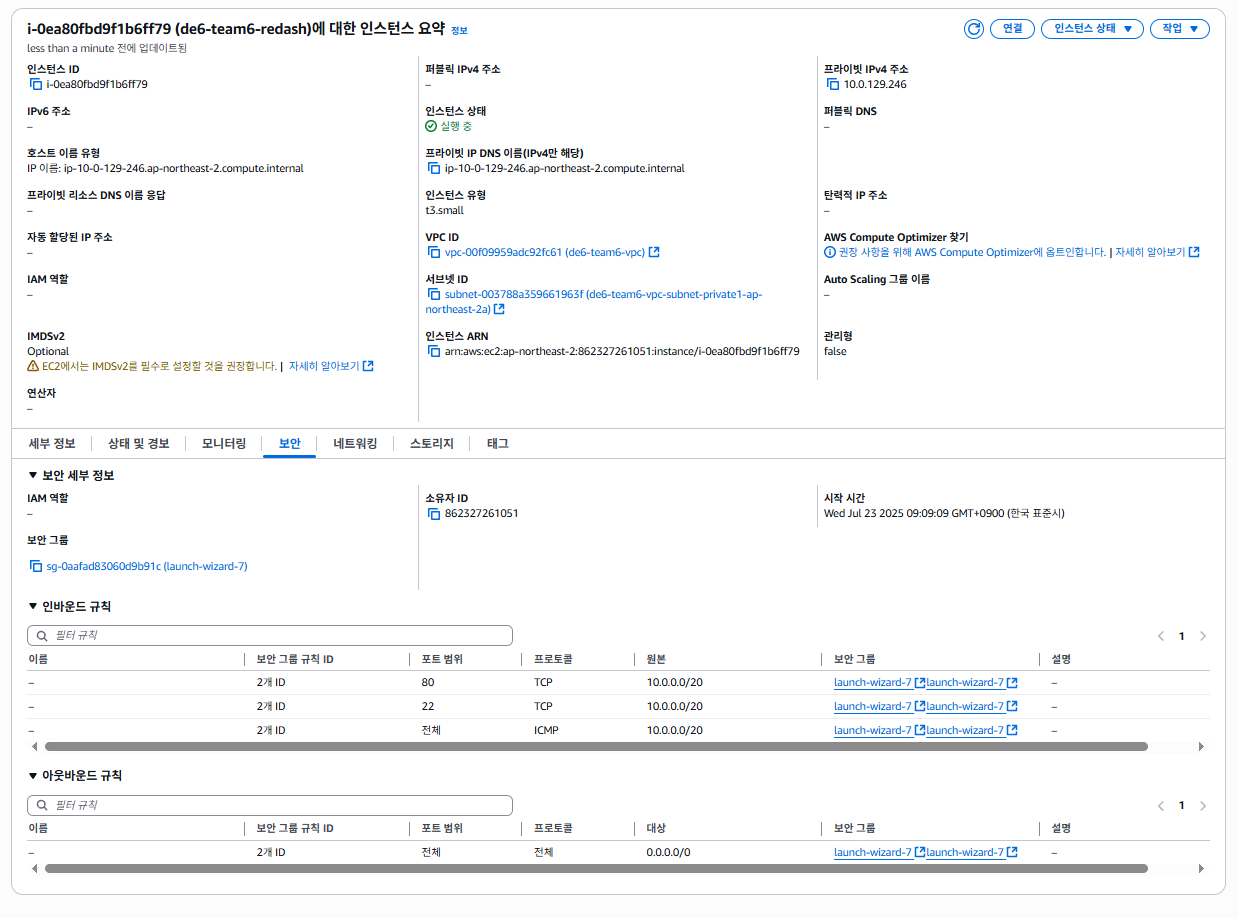 i-0ea80fbd9f1b6ff79 (de6-team6-redash)에 대한 인스턴스 요약 정보
less than a minute 전에 업데이트됨
연결
인스턴스 상태 ▼
작업 ▼
인스턴스 ID
i-0ea80fbd9f1b6ff79
퍼블릭 IPv4 주소
–
프라이빗 IPv4 주소
10.0.129.246
IPv6 주소
–
인스턴스 상태
실행 중
퍼블릭 DNS
–
호스트 이름 유형
IP 이름: ip-10-0-129-246.ap-northeast-2.compute.internal
프라이빗 IP DNS 이름(IPv4만 해당)
ip-10-0-129-246.ap-northeast-2.compute.internal
프라이빗 리소스 DNS 이름 응답
–
인스턴스 유형
t3.small
탄력적 IP 주소
–
자동 할당된 IP 주소
–
VPC ID
vpc-00f09959adc92fc61 (de6-team6-vpc)
AWS Compute Optimizer 찾기
권장 사항을 위해 AWS Compute Optimizer에 옵트인합니다. | 자세히 알아보기
IAM 역할
–
서브넷 ID
subnet-003788a359661963f (de6-team6-vpc-subnet-private1-ap-
northeast-2a)
Auto Scaling 그룹 이름
–
IMDSv2
Optional
EC2에서는 IMDSv2를 필수로 설정할 것을 권장합니다. | 자세히 알아보기
인스턴스 ARN
arn:aws:ec2:ap-northeast-2:862327261051:instance/i-0ea80fbd9f1b6ff79
관리형
false
연산자
–
세부 정보 | 상태 및 경보 | 모니터링 | 보안 | 네트워킹 | 스토리지 | 태그
▼ 보안 세부 정보
IAM 역할
–
소유자 ID
862327261051
시작 시간
Wed Jul 23 2025 09:09:09 GMT+0900 (한국 표준시)
보안 그룹
sg-0aafad83060d9b91c (launch-wizard-7)
▼ 인바운드 규칙
필터 규칙
1
이름 보안 그룹 규칙 ID 포트 범위 프로토콜 원본 보안 그룹 설명
– 2개 ID 80 TCP 10.0.0.0/20 launch-wizard-7 launch-wizard-7 –
– 2개 ID 22 TCP 10.0.0.0/20 launch-wizard-7 launch-wizard-7 –
– 2개 ID 전체 ICMP 10.0.0.0/20 launch-wizard-7 launch-wizard-7 –
▼ 아웃바운드 규칙
필터 규칙
1
이름 보안 그룹 규칙 ID 포트 범위 프로토콜 대상 보안 그룹 설명
– 2개 ID 전체 전체 0.0.0.0/0 launch-wizard-7 launch-wizard-7 –